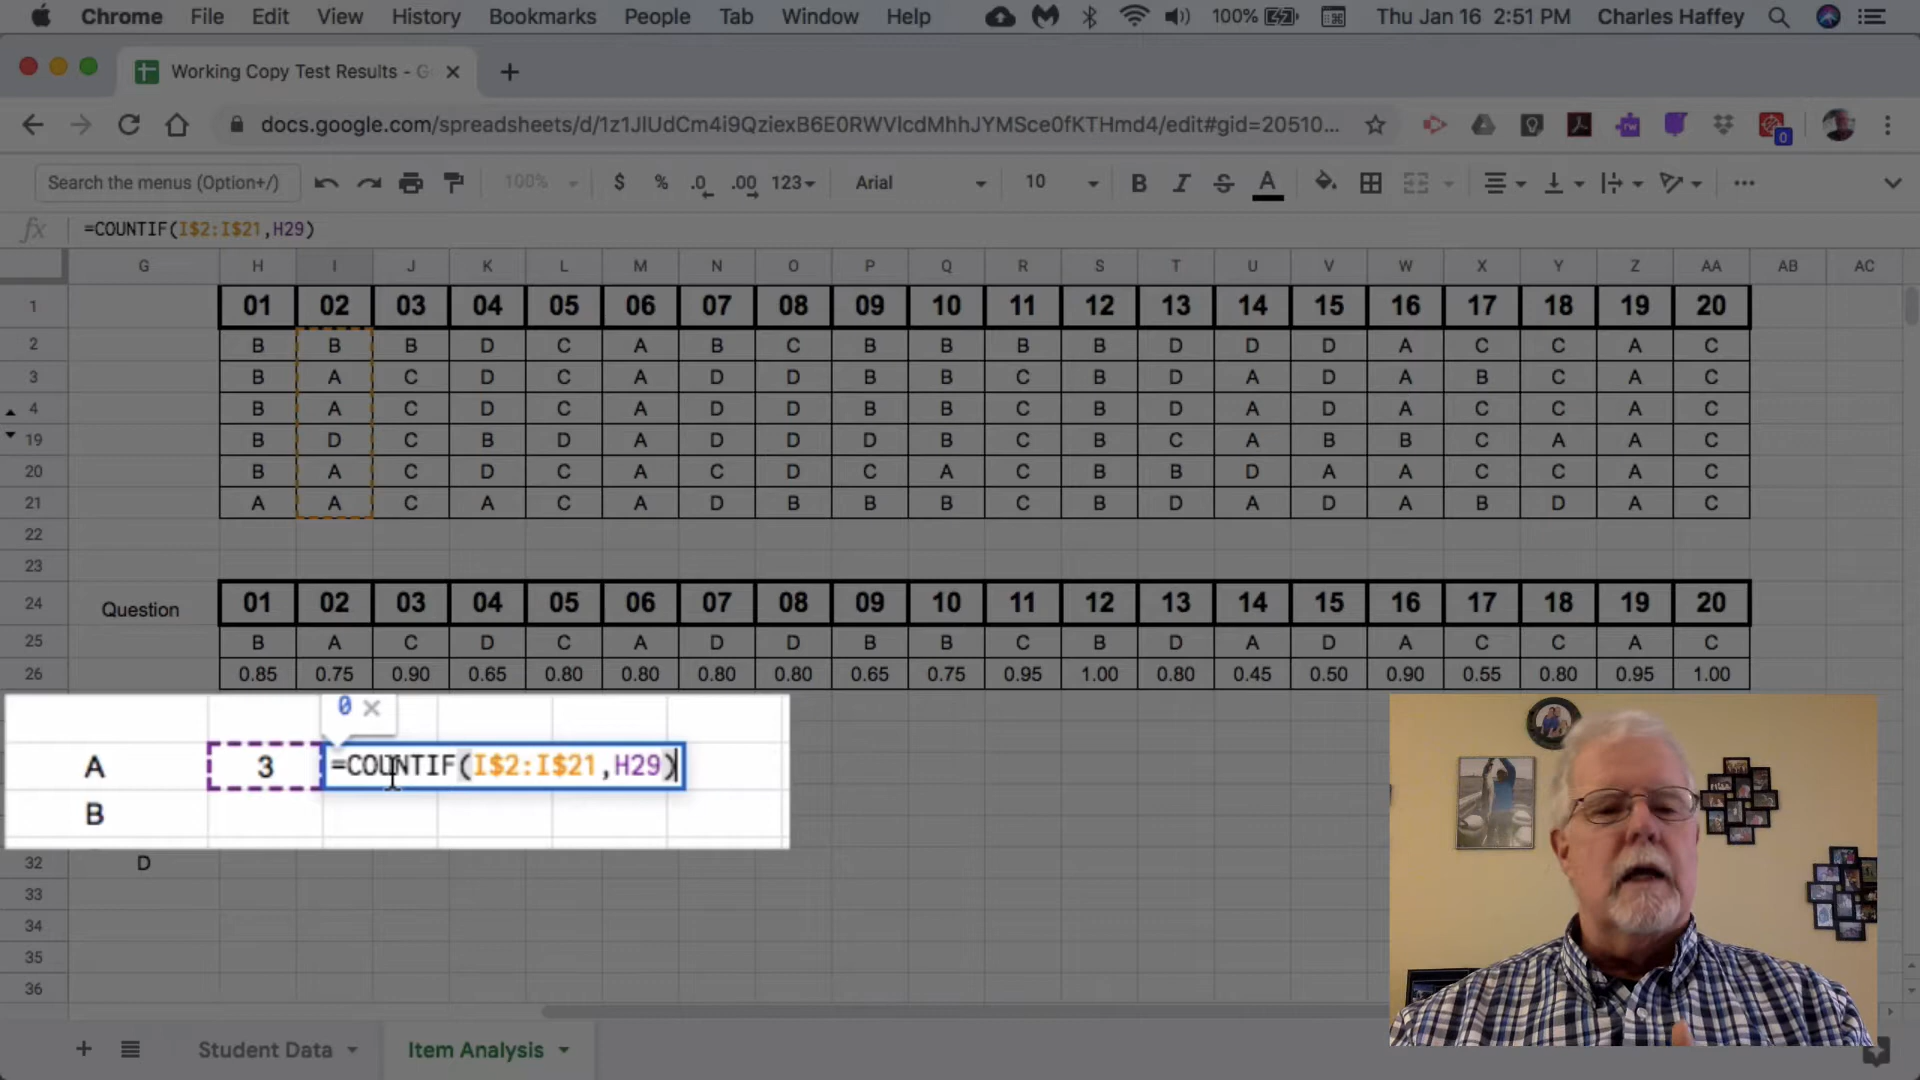 Chrome File Edit View History Bookmarks People Tab Window Help 100% Thu Jan 16 2:51 PM Charles Haffey
Working Copy Test Results - G
docs.google.com/spreadsheets/d/1z1JlUdCm4i9QziexB6E0RWVlcdMhhJYMSce0fKTHmd4/edit#gid=20510... rw 0
Search the menus (Option+/) 100% $ % .0 .00 123 Arial 10 B I S A
fx =COUNTIF(I$2:I$21,H29)
G H I J K L M N O P Q R S T U V W X Y Z AA AB AC
1 01 02 03 04 05 06 07 08 09 10 11 12 13 14 15 16 17 18 19 20
2 B B B D C A B C B B B B D D D A C C A C
3 B A C D C A D D B B C B D A D A B C A C
4 B A C D C A D D B B C B D A D A C C A C
19 B D C B D A D D D B C B C A B B C A A C
20 B A C D C A C D C A C B B D A A C C A C
21 A A C A C A D B B B C B D A D A B D A C
22
23
24 Question 01 02 03 04 05 06 07 08 09 10 11 12 13 14 15 16 17 18 19 20
25 B A C D C A D D B B C B D A D A C C A C
26 0.85 0.75 0.90 0.65 0.80 0.80 0.80 0.80 0.65 0.75 0.95 1.00 0.80 0.45 0.50 0.90 0.55 0.80 0.95 1.00
0 ×
A 3 =COUNTIF(I$2:I$21,H29)
B
32 D
33
34
35
36
+ Student Data Item Analysis